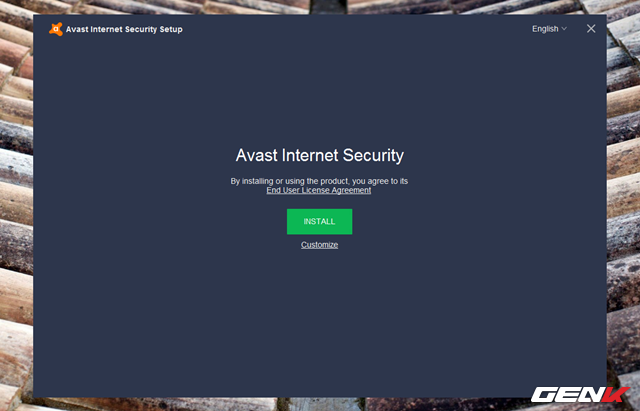 Avast Internet Security Setup
English
Avast Internet Security
By installing or using the product, you agree to its
End User License Agreement
INSTALL
Customize
GENK